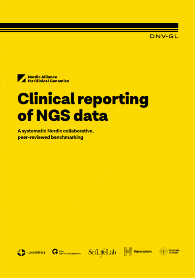 DNV·GL
Nordic Alliance
for Clinical Genomics
Clinical reporting
of NGS data
A systematic Nordic collaborative,
peer-reviewed benchmarking
SciLifeLab